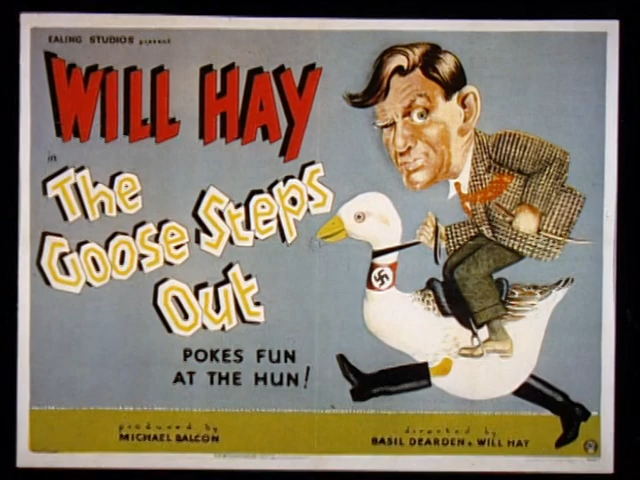 EALING STUDIOS present
WILL HAY
in
The
Goose Steps
Out
POKES FUN
AT THE HUN!
produced by
MICHAEL BALCON
directed by
BASIL DEARDEN & WILL HAY